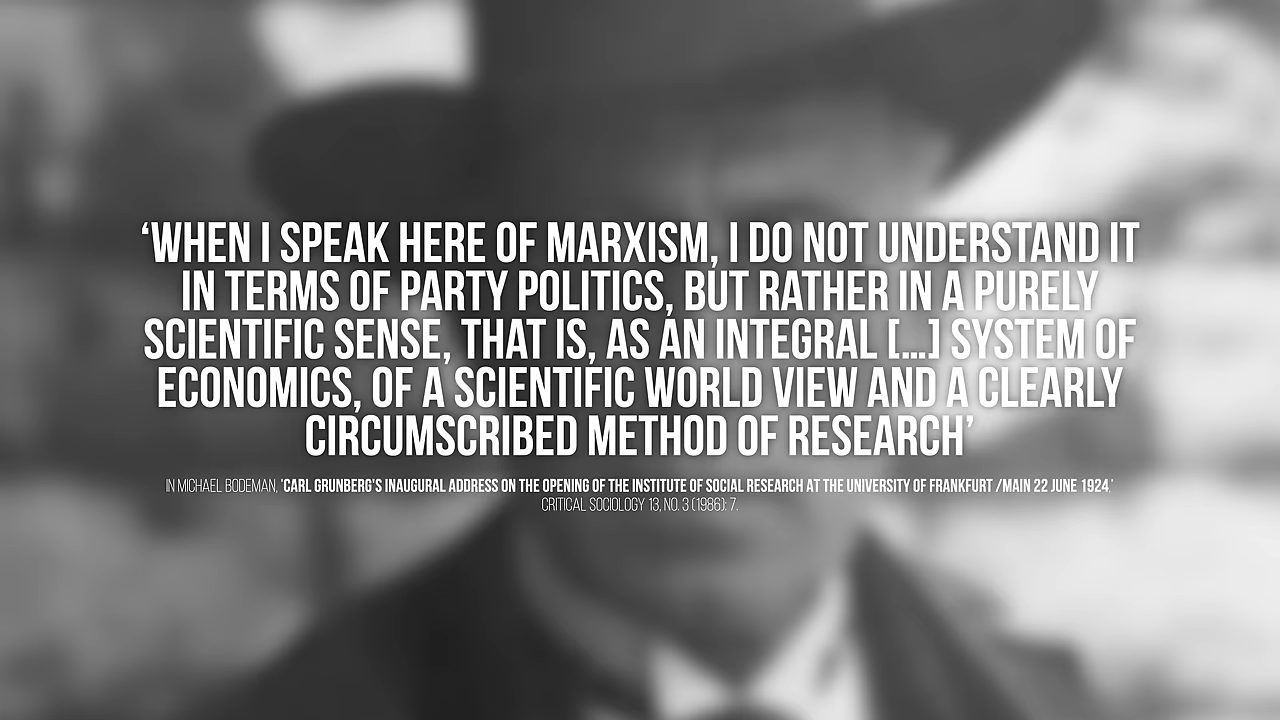 ‘WHEN I SPEAK HERE OF MARXISM, I DO NOT UNDERSTAND IT
IN TERMS OF PARTY POLITICS, BUT RATHER IN A PURELY
SCIENTIFIC SENSE, THAT IS, AS AN INTEGRAL [...] SYSTEM OF
ECONOMICS, OF A SCIENTIFIC WORLD VIEW AND A CLEARLY
CIRCUMSCRIBED METHOD OF RESEARCH’
IN MICHAEL BODEMAN, 'CARL GRUNBERG'S INAUGURAL ADDRESS ON THE OPENING OF THE INSTITUTE OF SOCIAL RESEARCH AT THE UNIVERSITY OF FRANKFURT /MAIN 22 JUNE 1924,'
CRITICAL SOCIOLOGY 13, NO. 3 (1986): 7.